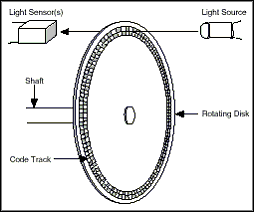 Light Sensor(s)
Light Source
Shaft
Rotating Disk
Code Track